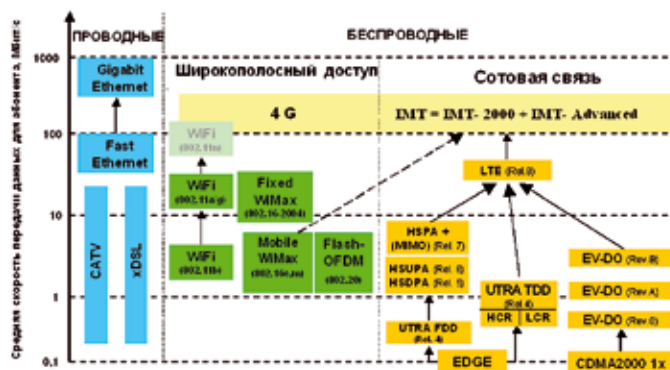 Средняя скорость передачи данных для абонента, Мбит/с
ПРОВОДНЫЕ
БЕСПРОВОДНЫЕ
1000
100
10
1
0.1
Gigabit
Ethernet
Fast
Ethernet
CATV
xDSL
Широкополосный доступ
4 G
WiFi
(802.11n)
WiFi
(802.11a/g)
WiFi
(802.11b)
Fixed
WiMax
(802.16-2004)
Mobile
WiMax
(802.16e,m)
Flash-
OFDM
(802.20)
Сотовая связь
IMT = IMT- 2000 + IMT- Advanced
LTE (Rel.8)
HSPA +
(MIMO) (Rel. 7)
HSUPA (Rel. 6)
HSDPA (Rel. 5)
UTRA FDD
(Rel. 4)
UTRA TDD
(Rel.4)
HCR LCR
EDGE
EV-DO (Rev.B)
EV-DO (Rev.A)
EV-DO (Rev.0)
CDMA2000 1x